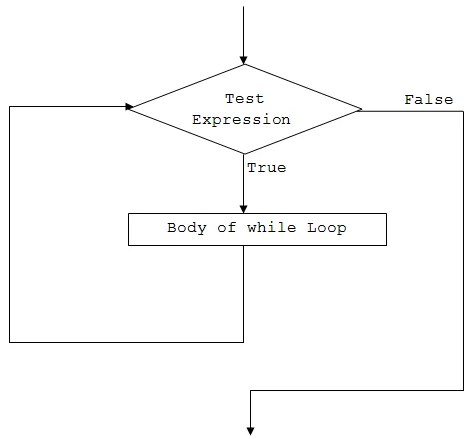 Test
Expression
False
True
Body of while Loop